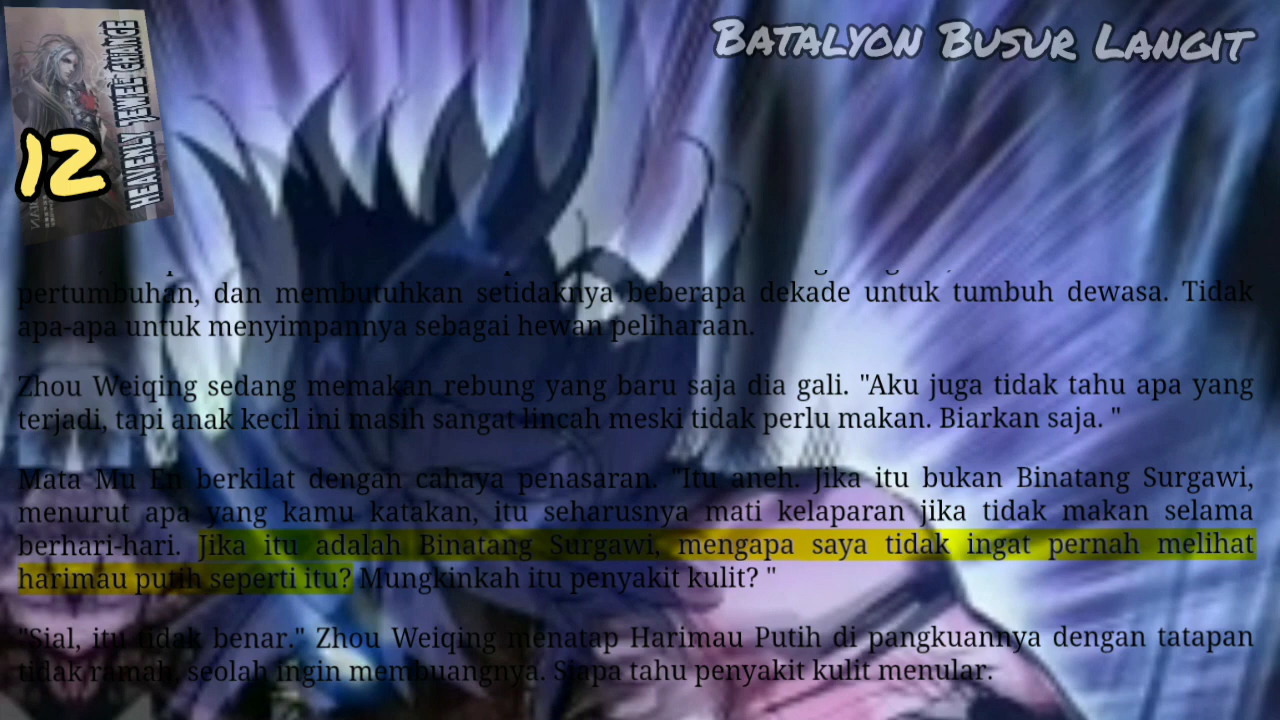 HEAVENLY JEWEL CHANGE
Batalyon Busur Langit
12
pertumbuhan, dan membutuhkan setidaknya beberapa dekade untuk tumbuh dewasa. Tidak
apa-apa untuk menyimpannya sebagai hewan peliharaan.
Zhou Weiqing sedang memakan rebung yang baru saja dia gali. "Aku juga tidak tahu apa yang
terjadi, tapi anak kecil ini masih sangat lincah meski tidak perlu makan. Biarkan saja. "
Mata Mu En berkilat dengan cahaya penasaran. "Itu aneh. Jika itu bukan Binatang Surgawi,
menurut apa yang kamu katakan, itu seharusnya mati kelaparan jika tidak makan selama
berhari-hari. Jika itu adalah Binatang Surgawi, mengapa saya tidak ingat pernah melihat
harimau putih seperti itu? Mungkinkah itu penyakit kulit? "
"Sial, itu tidak benar." Zhou Weiqing menatap Harimau Putih di pangkuannya dengan tatapan
tidak ramah, seolah ingin membuangnya. Siapa tahu penyakit kulit menular.